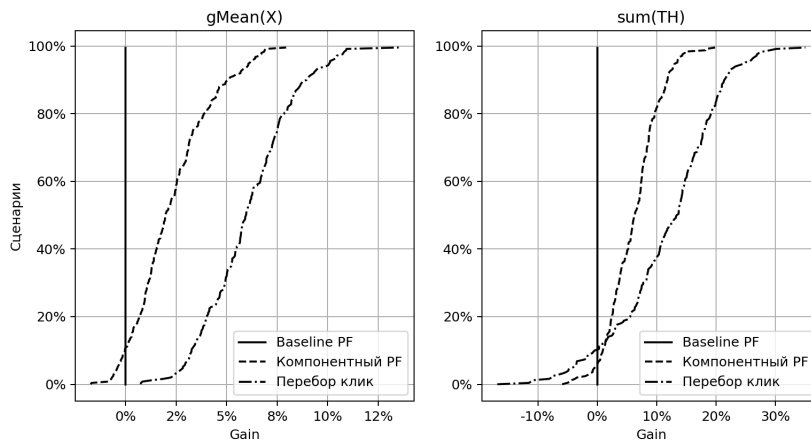 gMean(X)
100%
80%
60%
40%
20%
0%
Сценарии
0%
2%
5%
8%
10%
12%
Gain
Baseline PF
Компонентный PF
Перебор клик
sum(TH)
100%
80%
60%
40%
20%
0%
-10%
0%
10%
20%
30%
Gain
Baseline PF
Компонентный PF
Перебор клик